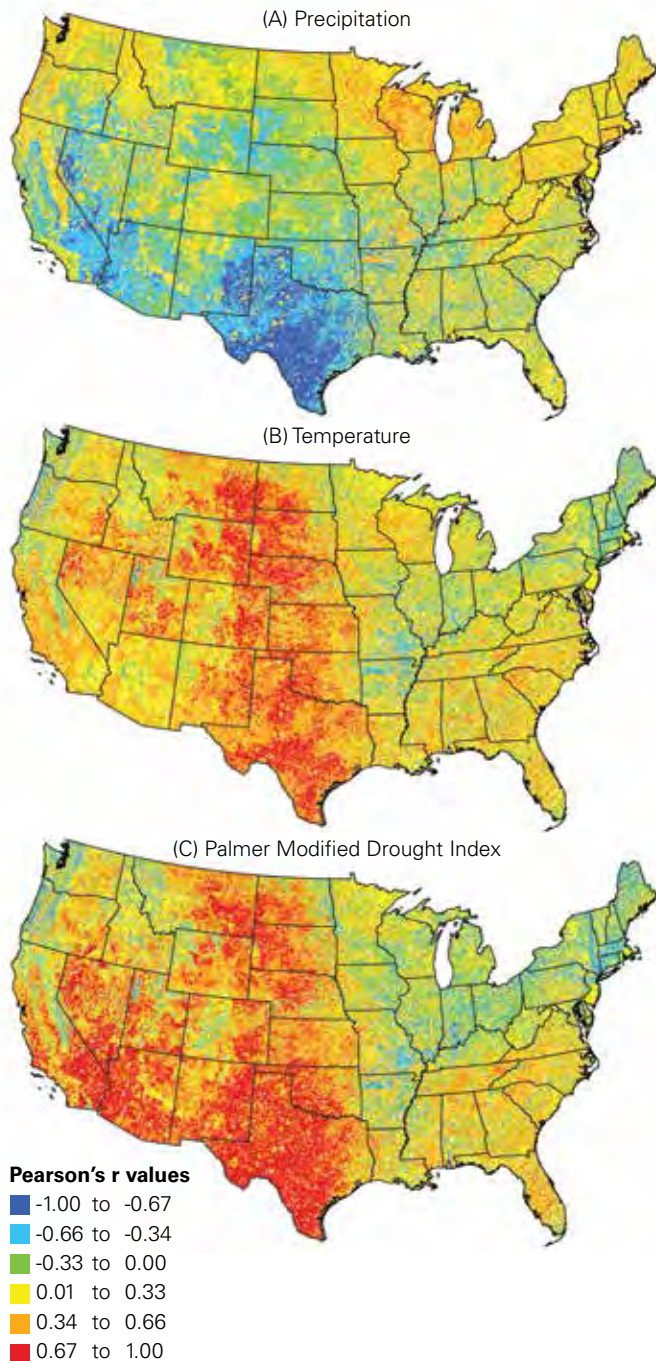 (A) Precipitation
(B) Temperature
(C) Palmer Modified Drought Index
Pearson's r values
-1.00 to -0.67
-0.66 to -0.34
-0.33 to 0.00
0.01 to 0.33
0.34 to 0.66
0.67 to 1.00